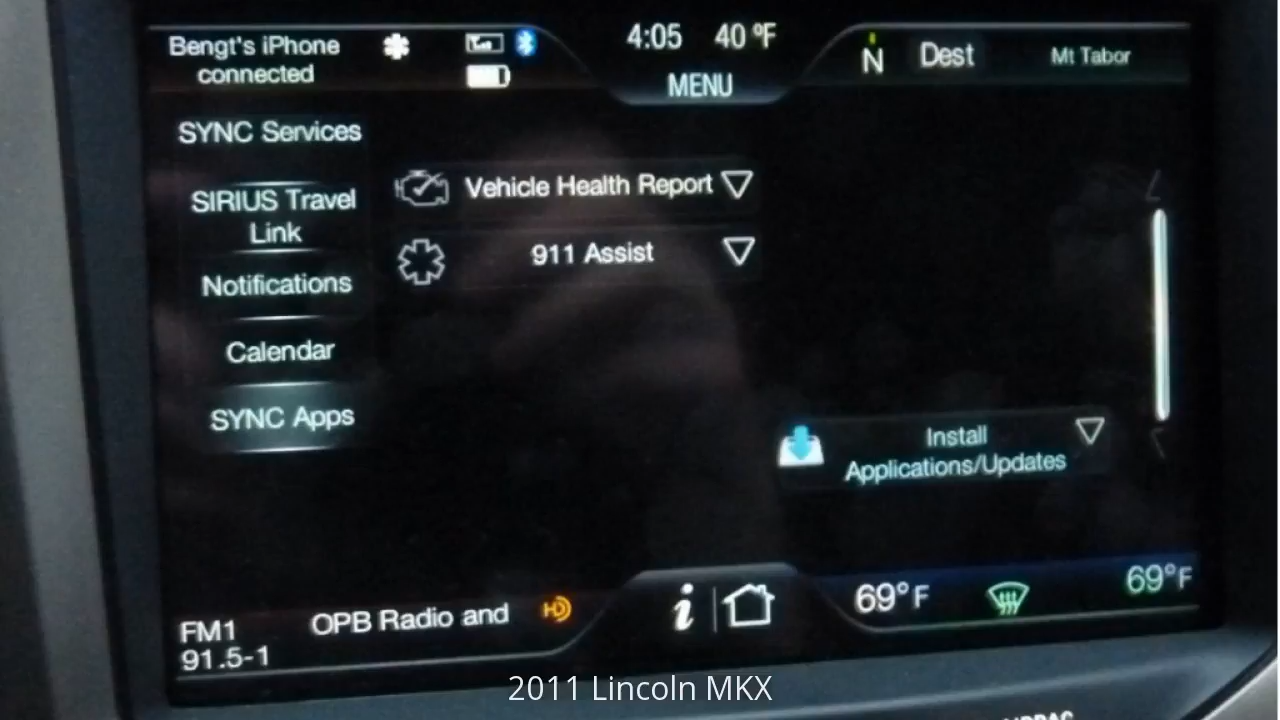 Bengt's iPhone
connected
4:05 40 ºF
MENU
N Dest Mt Tabor
SYNC Services
SIRIUS Travel
Link
Notifications
Calendar
SYNC Apps
Vehicle Health Report
911 Assist
Install
Applications/Updates
FM1
91.5-1
OPB Radio and HD
i
69°F
69°F
2011 Lincoln MKX